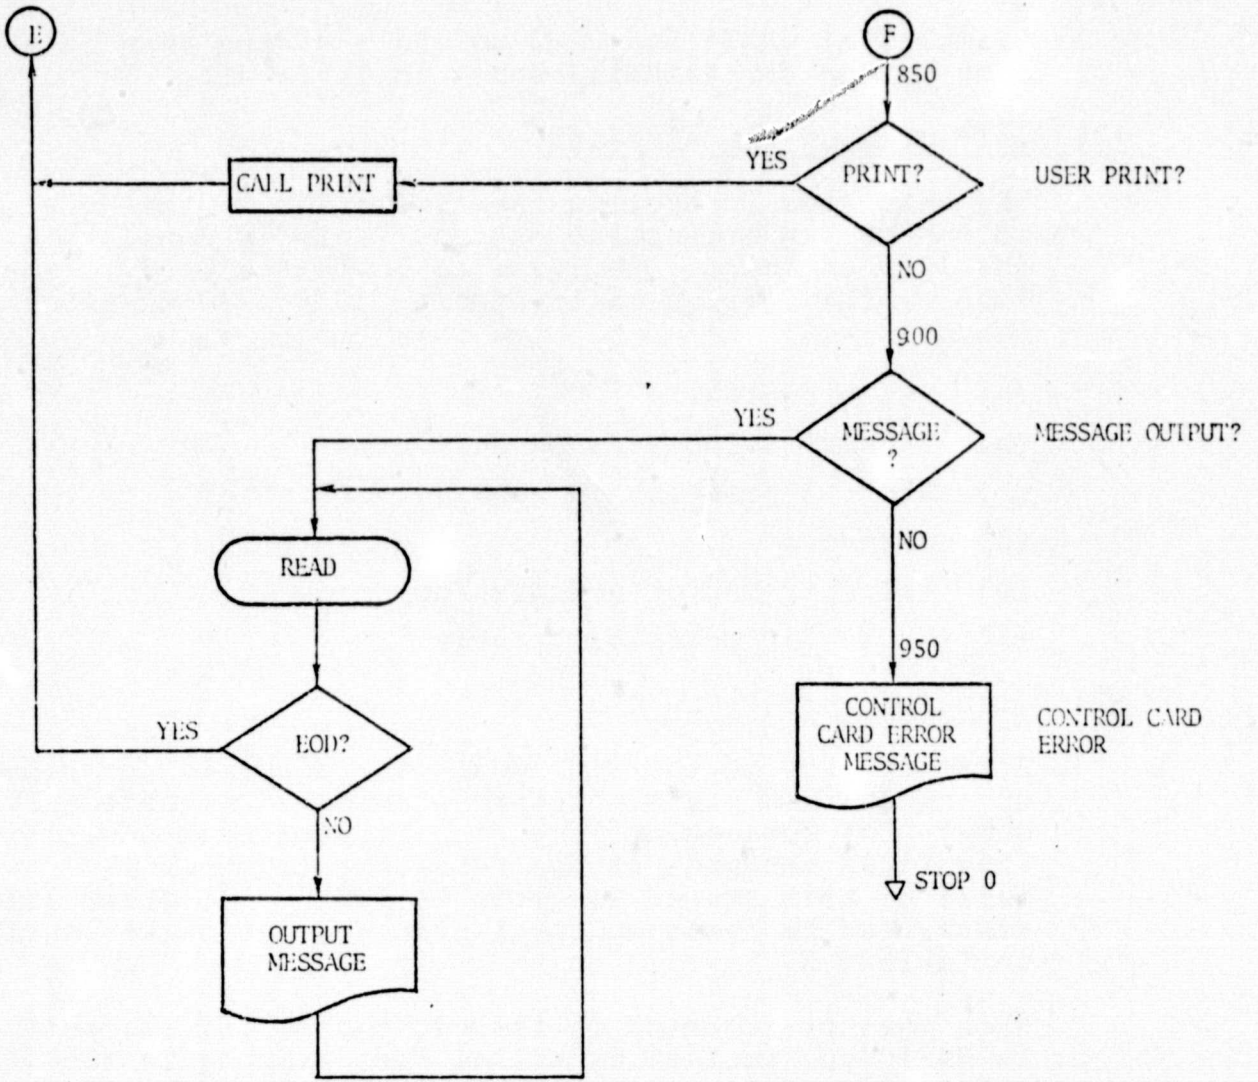 E
F
850
YES
PRINT?
USER PRINT?
CALL PRINT
NO
900
YES
MESSAGE
?
MESSAGE OUTPUT?
READ
NO
950
YES
EOD?
CONTROL
CARD ERROR
MESSAGE
CONTROL CARD
ERROR
NO
STOP 0
OUTPUT
MESSAGE